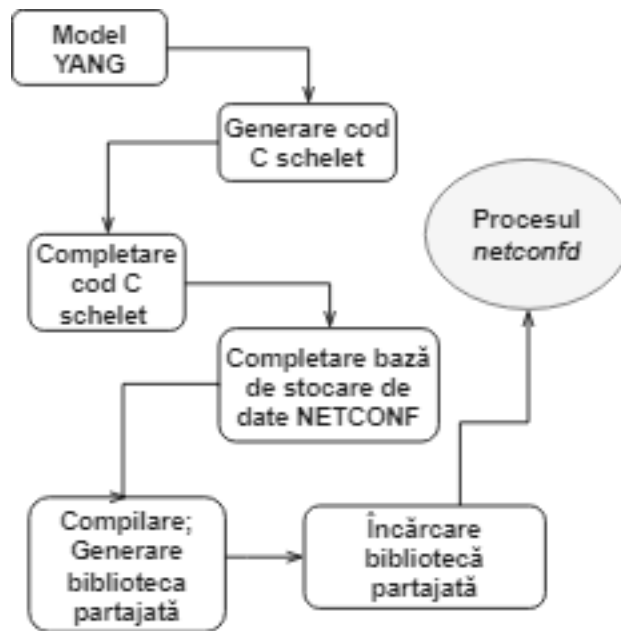 Model
YANG
Generare cod
C schelet
Completare
cod C
schelet
Procesul
netconfd
Completare bază
de stocare de
date NETCONF
Compilare;
Generare
biblioteca
partajată
Încărcare
bibliotecă
partajată